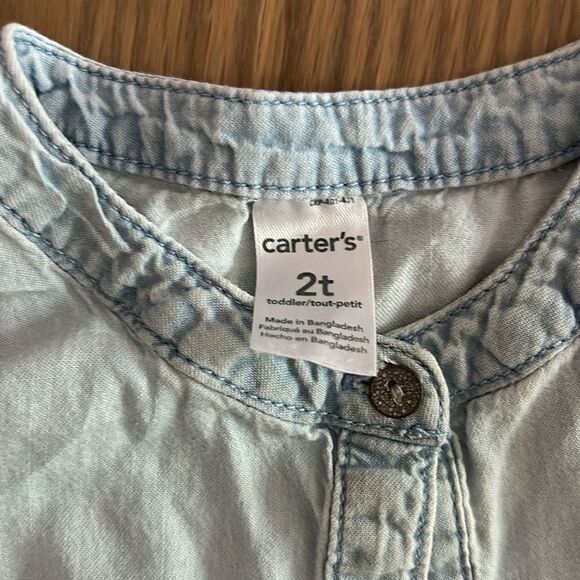 carter's®
2t
toddler/tout-petit
Made in Bangladesh
Fabriqué au Bangladesh
Hecho en Bangladesh